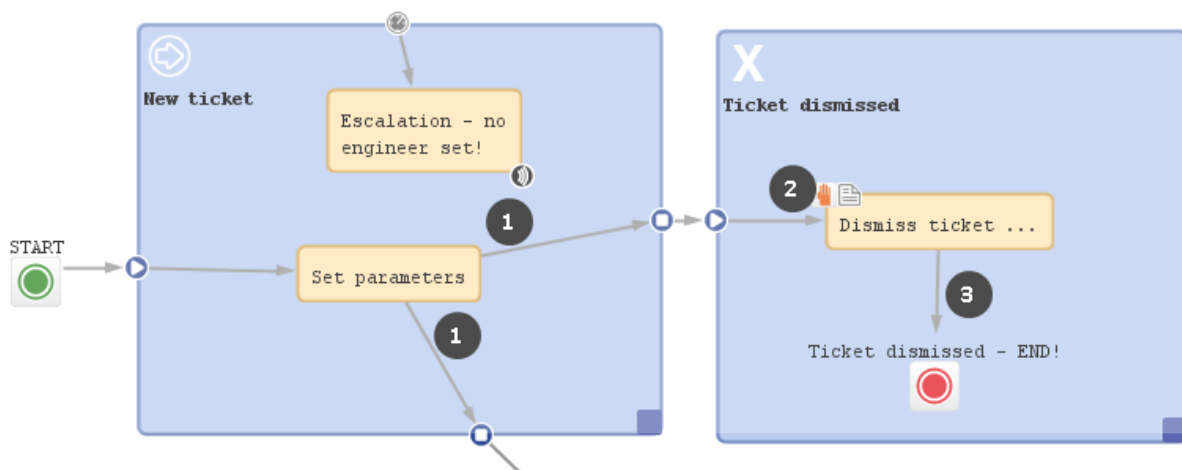 New ticket
Escalation - no
engineer set!
1
START
Set parameters
1
X
Ticket dismissed
2
Dismiss ticket ...
3
Ticket dismissed - END!